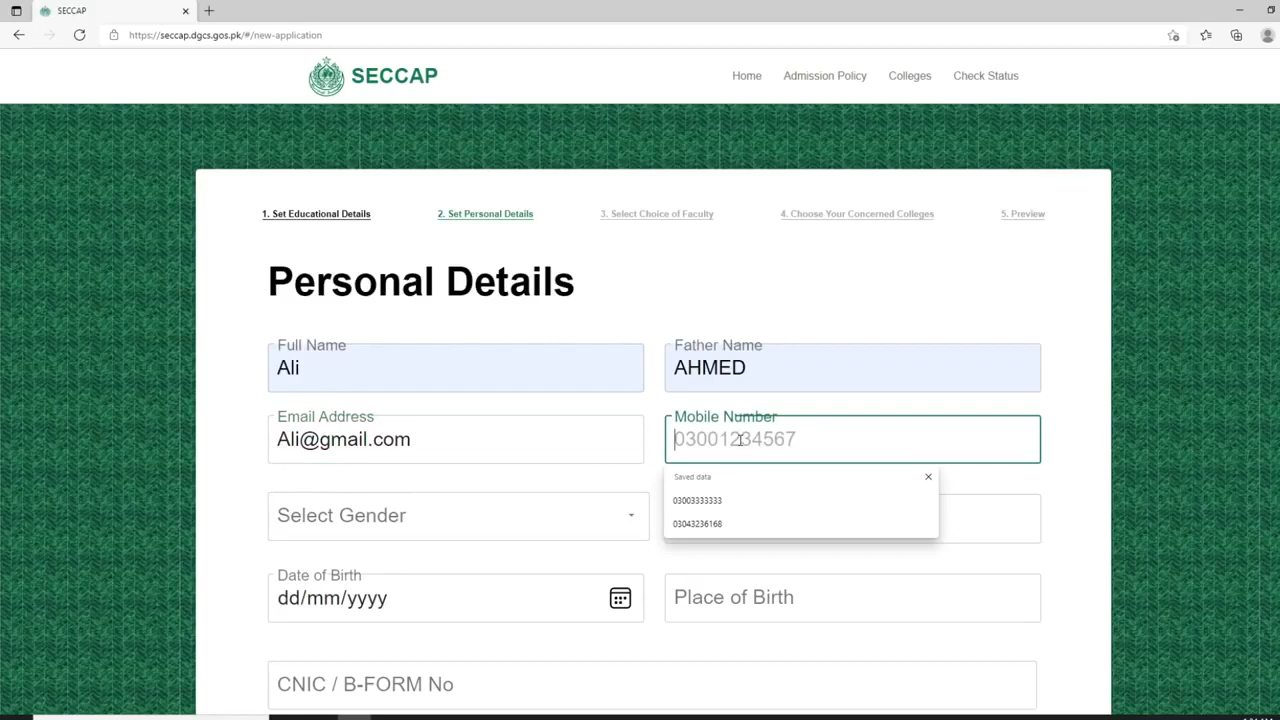 SECCAP
https://seccap.dgcs.gos.pk/#/new-application
SECCAP
Home
Admission Policy
Colleges
Check Status
1. Set Educational Details
2. Set Personal Details
3. Select Choice of Faculty
4. Choose Your Concerned Colleges
5. Preview
Personal Details
Full Name
Ali
Father Name
AHMED
Email Address
Ali@gmail.com
Mobile Number
03001234567
Saved data
03003333333
03043236168
Select Gender
Date of Birth
dd/mm/yyyy
Place of Birth
CNIC / B-FORM No